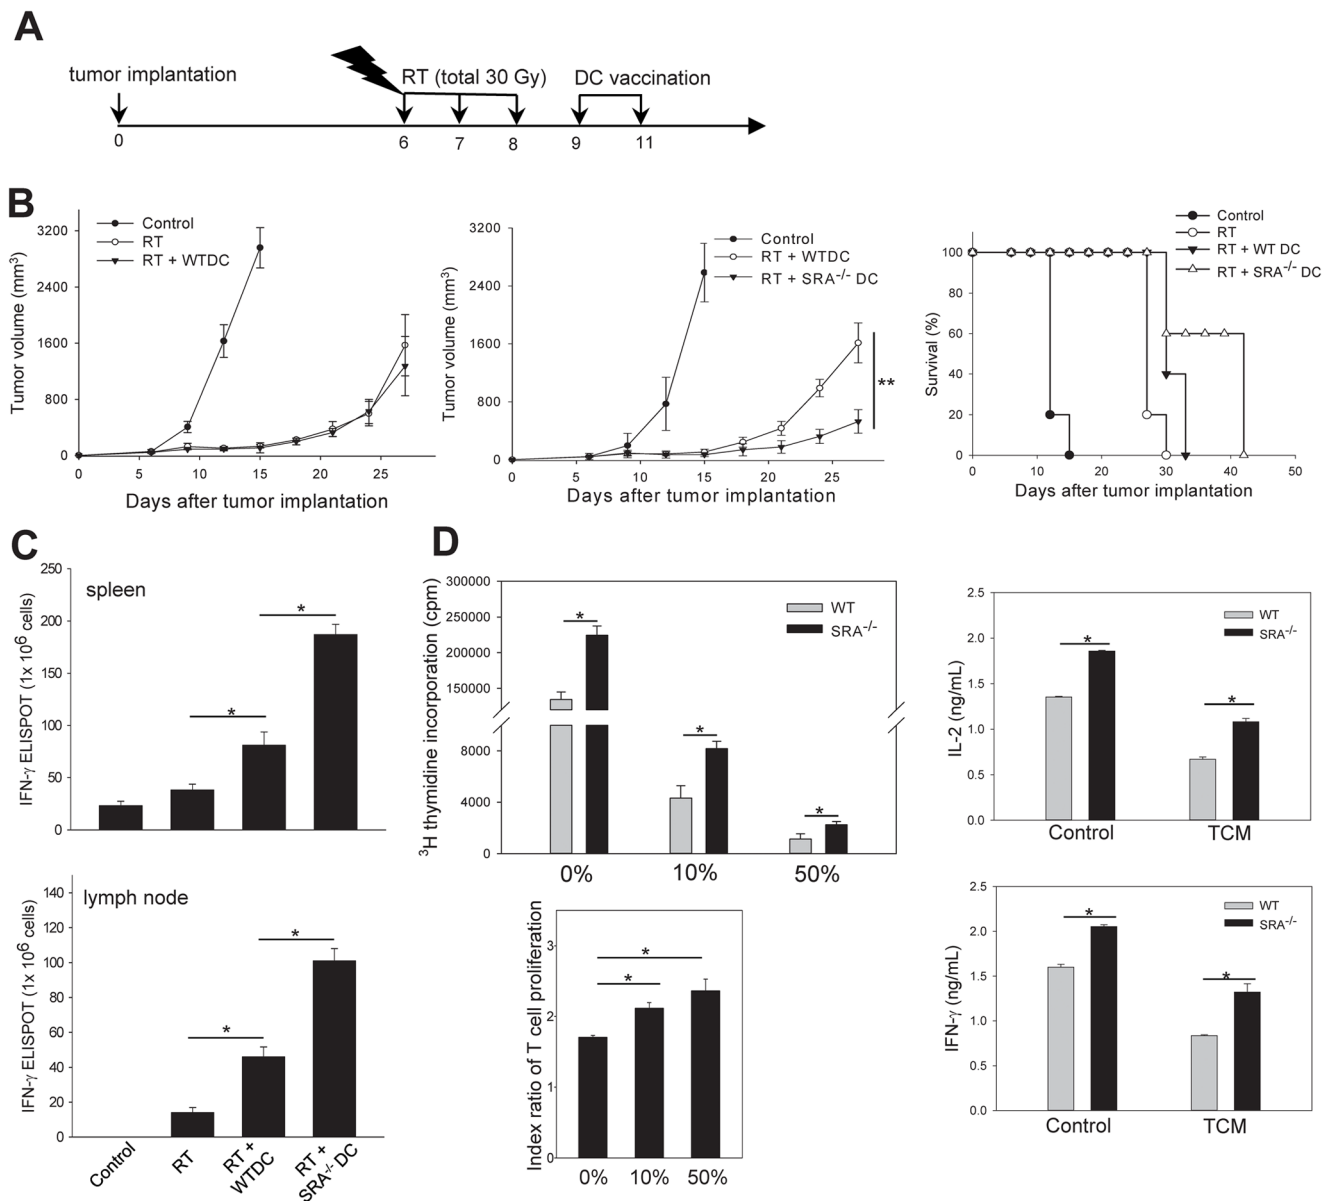 A
tumor implantation
RT (total 30 Gy)
DC vaccination
0
6
7
8
9
11
B
Tumor volume (mm³)
3200
2400
1600
800
0
Control
RT
RT + WTDC
0
5
10
15
20
25
Days after tumor implantation
Tumor volume (mm³)
3200
2400
1600
800
0
Control
RT + WTDC
RT + SRA⁻/⁻ DC
**
0
5
10
15
20
25
Days after tumor implantation
Survival (%)
100
80
60
40
20
0
Control
RT
RT + WT DC
RT + SRA⁻/⁻ DC
0
10
20
30
40
50
Days after tumor implantation
C
IFN-γ ELISPOT (1x 10⁶ cells)
250
200
150
100
50
0
spleen
*
*
IFN-γ ELISPOT (1x 10⁶ cells)
140
120
100
80
60
40
20
0
lymph node
*
*
Control
RT
RT +
WTDC
RT +
SRA⁻/⁻ DC
D
³H thymidine incorporation (cpm)
300000
250000
200000
150000
8000
4000
0
WT
SRA⁻/⁻
*
*
*
0%
10%
50%
Index ratio of T cell proliferation
3
2
1
0
*
*
0%
10%
50%
IL-2 (ng/mL)
2.5
2.0
1.5
1.0
0.5
0.0
WT
SRA⁻/⁻
*
*
Control
TCM
IFN-γ (ng/mL)
2.5
2.0
1.5
1.0
0.5
0.0
WT
SRA⁻/⁻
*
*
Control
TCM